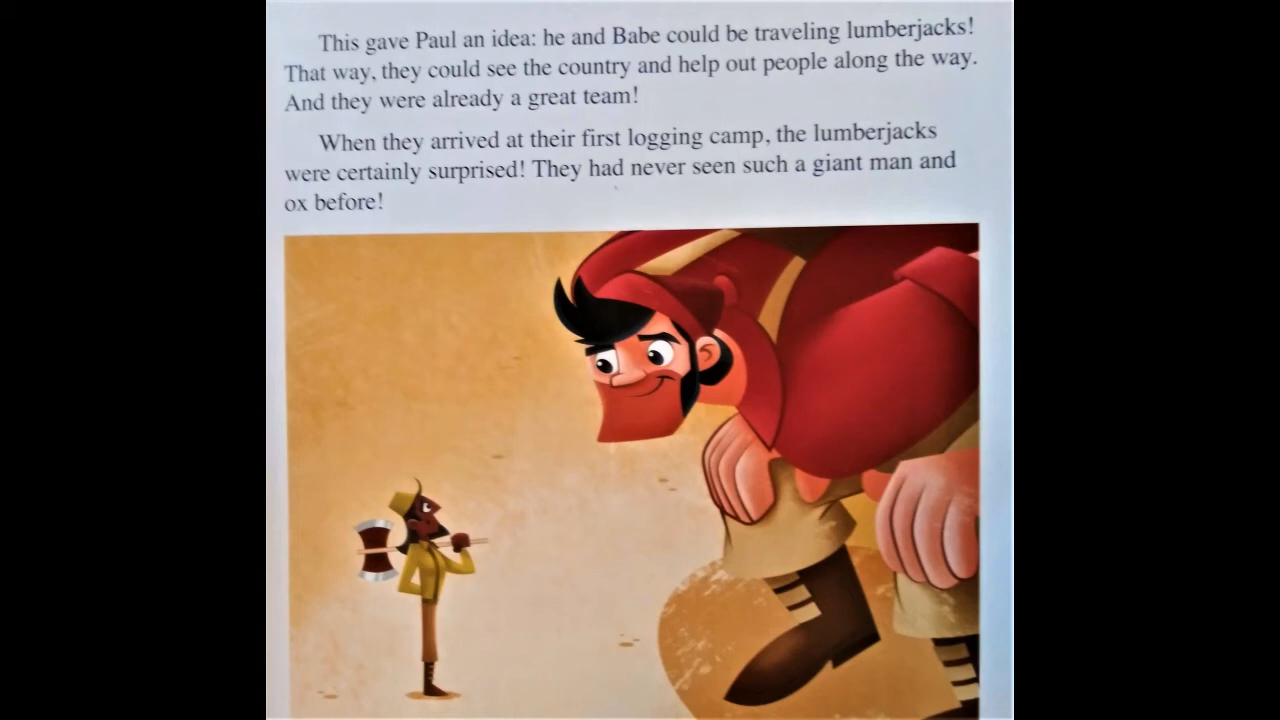 This gave Paul an idea: he and Babe could be traveling lumberjacks!
That way, they could see the country and help out people along the way.
And they were already a great team!
When they arrived at their first logging camp, the lumberjacks
were certainly surprised! They had never seen such a giant man and
ox before!